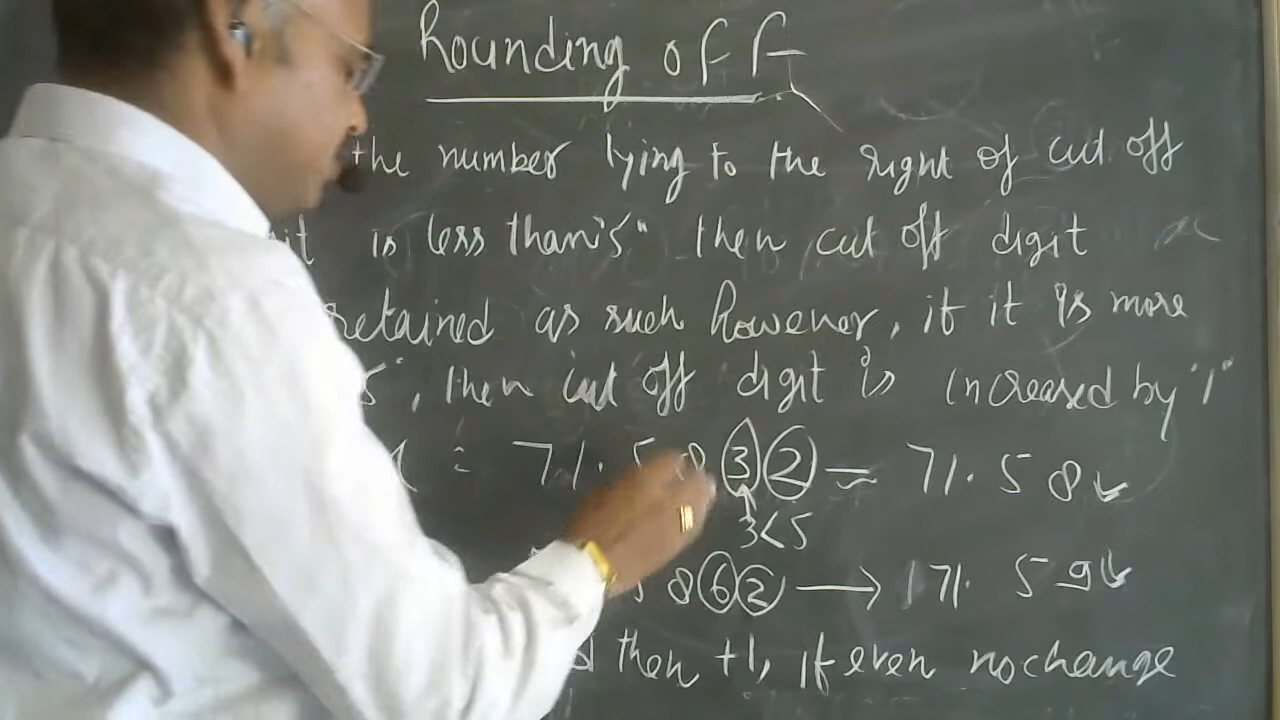 Rounding off
the number lying to the right of cut off
is less than "5" then cut off digit
retained as such however, if it is more
5", then cut off digit is increased by "1"
= 71.58 3 2 = 71.58
3<5
8 6 2 → 171.59
then +1, if even no change